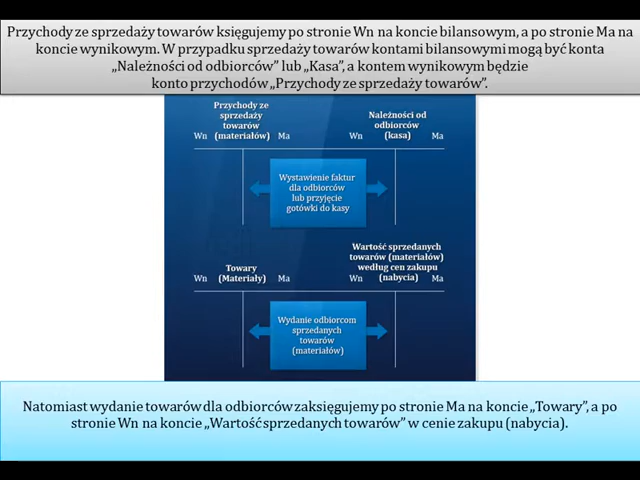 Przychody ze sprzedaży towarów księgujemy po stronie Wn na koncie bilansowym, a po stronie Ma na
koncie wynikowym. W przypadku sprzedaży towarów kontami bilansowymi mogą być konta
„Należności od odbiorców” lub „Kasa”, a kontem wynikowym będzie
konto przychodów „Przychody ze sprzedaży towarów”.
Przychody ze
sprzedaży
towarów
Wn (materiałów) Ma
Należności od
odbiorców
Wn (kasa) Ma
Wystawienie faktur
dla odbiorców
lub przyjęcie
gotówki do kasy
Towary
Wn (Materiały) Ma
Wartość sprzedanych
towarów (materiałów)
według cen zakupu
Wn (nabycia) Ma
Wydanie odbiorcom
sprzedanych
towarów
(materiałów)
Natomiast wydanie towarów dla odbiorców zaksięgujemy po stronie Ma na koncie „Towary”, a po
stronie Wn na koncie „Wartość sprzedanych towarów” w cenie zakupu (nabycia).